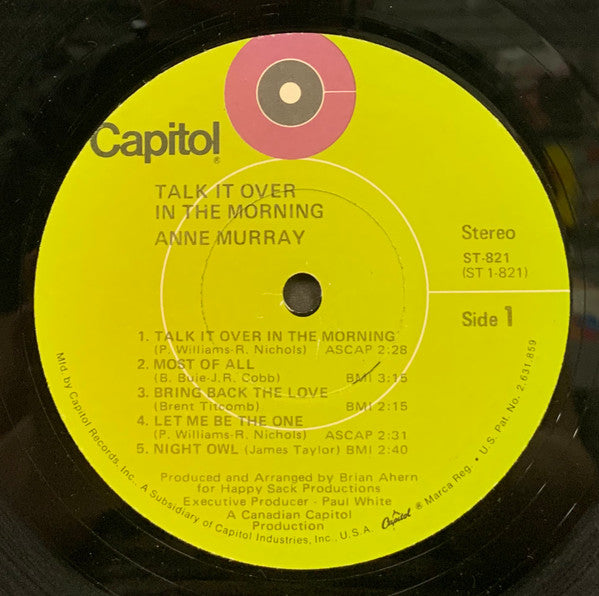 Capitol®
TALK IT OVER
IN THE MORNING
ANNE MURRAY
Stereo
ST-821
(ST 1-821)
Side 1
1. TALK IT OVER IN THE MORNING
(P. Williams-R. Nichols) ASCAP 2:28
2. MOST OF ALL
(B. Buie-J.R. Cobb) BMI 3:15
3. BRING BACK THE LOVE
(Brent Titcomb) BMI 2:15
4. LET ME BE THE ONE
(P. Williams-R. Nichols) ASCAP 2:31
5. NIGHT OWL (James Taylor) BMI 2:40
Produced and Arranged by Brian Ahern
for Happy Sack Productions
Executive Producer - Paul White
A Canadian Capitol
Production
Mfd. by Capitol Records, Inc., A Subsidiary of Capitol Industries, Inc., U.S.A. Capitol ® Marca Reg. • U.S. Pat. No. 2,631,859